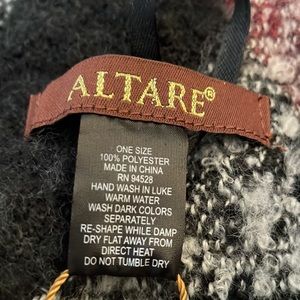 ALTARE®
ONE SIZE
100% POLYESTER
MADE IN CHINA
RN 94528
HAND WASH IN LUKE
WARM WATER
WASH DARK COLORS
SEPARATELY
RE-SHAPE WHILE DAMP
DRY FLAT AWAY FROM
DIRECT HEAT
DO NOT TUMBLE DRY